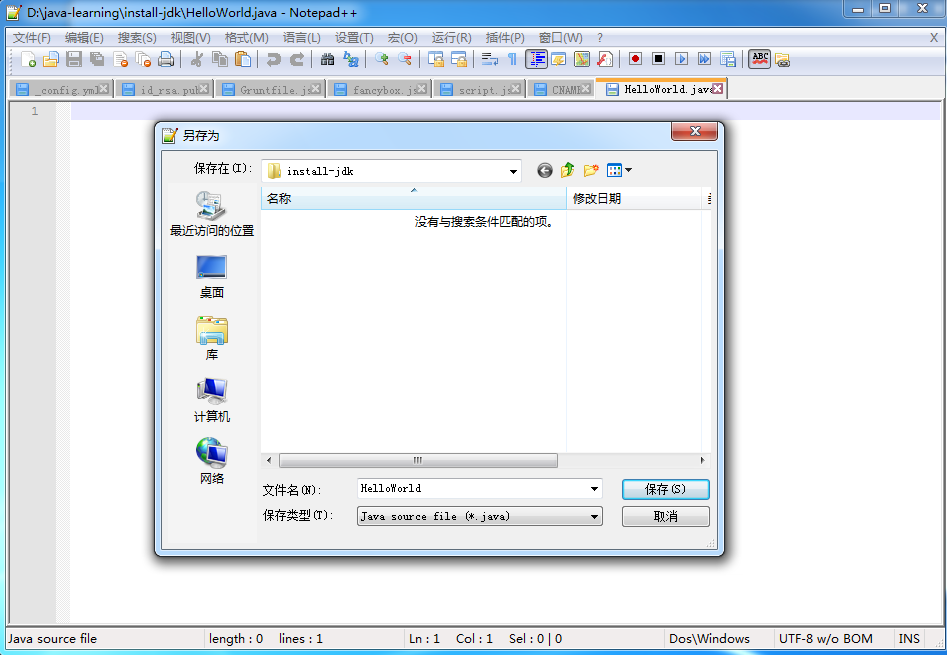 D:\java-learning\install-jdk\HelloWorld.java - Notepad++
文件(F) 编辑(E) 搜索(S) 视图(V) 格式(M) 语言(L) 设置(T) 宏(O) 运行(R) 插件(P) 窗口(W) ? X
ABC
_config.yml id_rsa.pub Gruntfile.js fancybox.js script.js CNAME HelloWorld.java
1
另存为
保存在(I): install-jdk
名称 修改日期
没有与搜索条件匹配的项。
最近访问的位置
桌面
库
计算机
网络
文件名(N): HelloWorld 保存(S)
保存类型(T): Java source file (*.java) 取消
Java source file length : 0 lines : 1 Ln : 1 Col : 1 Sel : 0 | 0 Dos\Windows UTF-8 w/o BOM INS